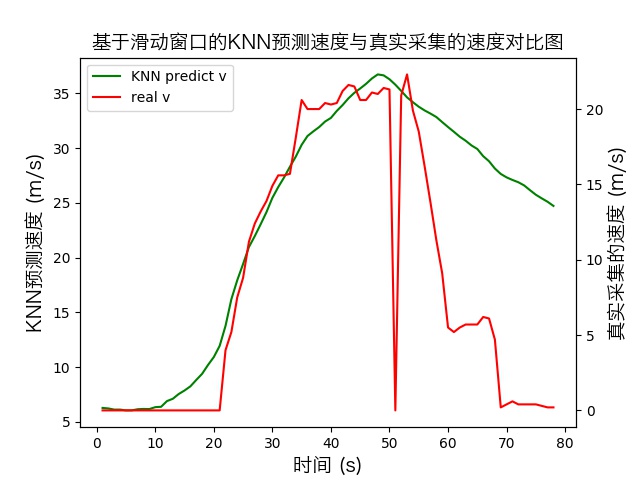 基于滑动窗口的KNN预测速度与真实采集的速度对比图
KNN predict v
real v
KNN预测速度 (m/s)
35
30
25
20
15
10
5
20
15
10
5
0
真实采集的速度 (m/s)
0 10 20 30 40 50 60 70 80
时间 (s)